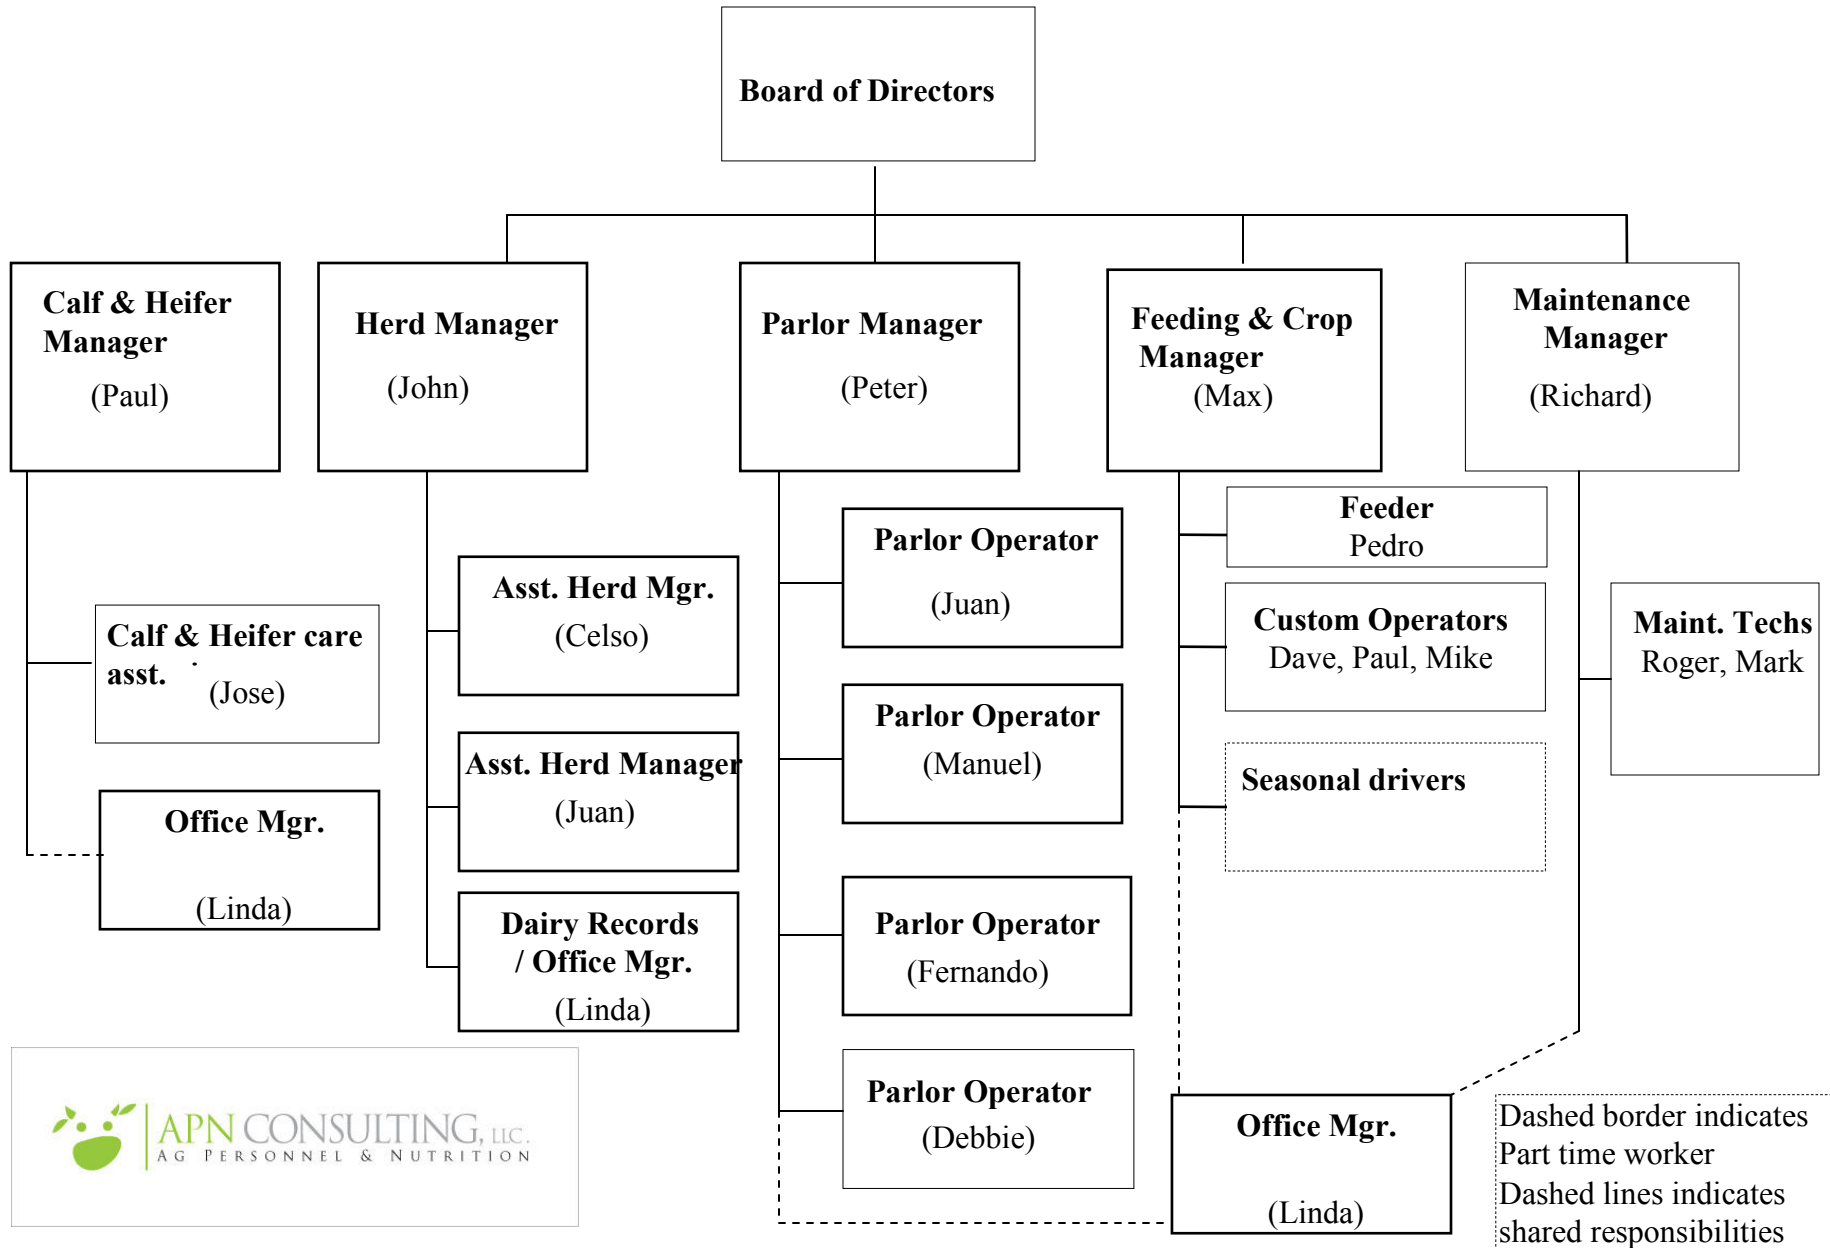 Board of Directors
Calf & Heifer
Manager
(Paul)
Herd Manager
(John)
Parlor Manager
(Peter)
Feeding & Crop
Manager
(Max)
Maintenance
Manager
(Richard)
Calf & Heifer care
asst.
(Jose)
Office Mgr.
(Linda)
Asst. Herd Mgr.
(Celso)
Asst. Herd Manager
(Juan)
Dairy Records
/ Office Mgr.
(Linda)
Parlor Operator
(Juan)
Parlor Operator
(Manuel)
Parlor Operator
(Fernando)
Parlor Operator
(Debbie)
Feeder
Pedro
Custom Operators
Dave, Paul, Mike
Seasonal drivers
Maint. Techs
Roger, Mark
Office Mgr.
(Linda)
APN CONSULTING, LLC.
AG PERSONNEL & NUTRITION
Dashed border indicates
Part time worker
Dashed lines indicates
shared responsibilities